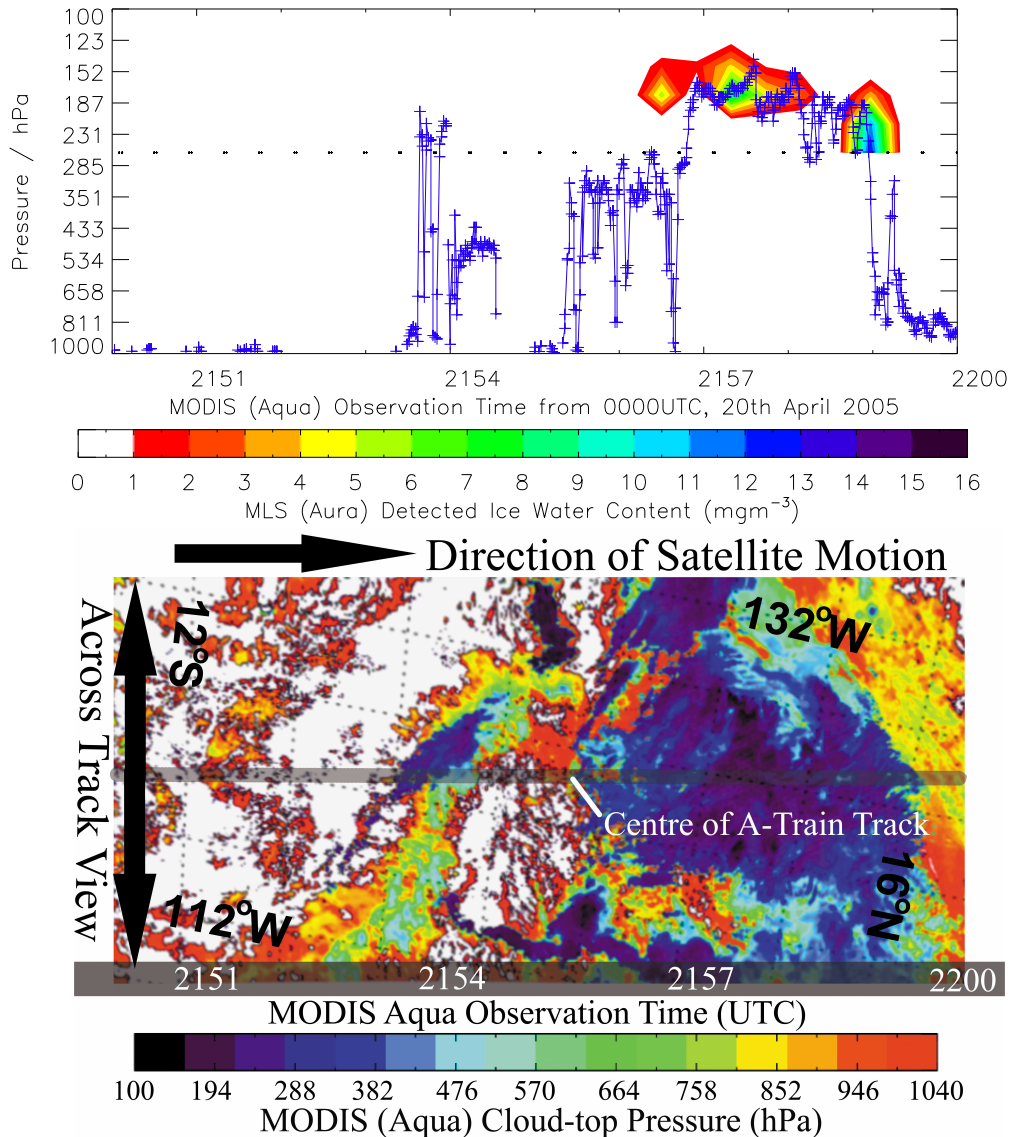 100
123
152
187
231
285
351
433
534
658
811
1000
Pressure / hPa
2151 2154 2157 2200
MODIS (Aqua) Observation Time from 0000UTC, 20th April 2005
0 1 2 3 4 5 6 7 8 9 10 11 12 13 14 15 16
MLS (Aura) Detected Ice Water Content (mgm⁻³)
Direction of Satellite Motion
Across Track View
12°S
132°W
Centre of A-Train Track
112°W
16°N
2151 2154 2157 2200
MODIS Aqua Observation Time (UTC)
100 194 288 382 476 570 664 758 852 946 1040
MODIS (Aqua) Cloud-top Pressure (hPa)